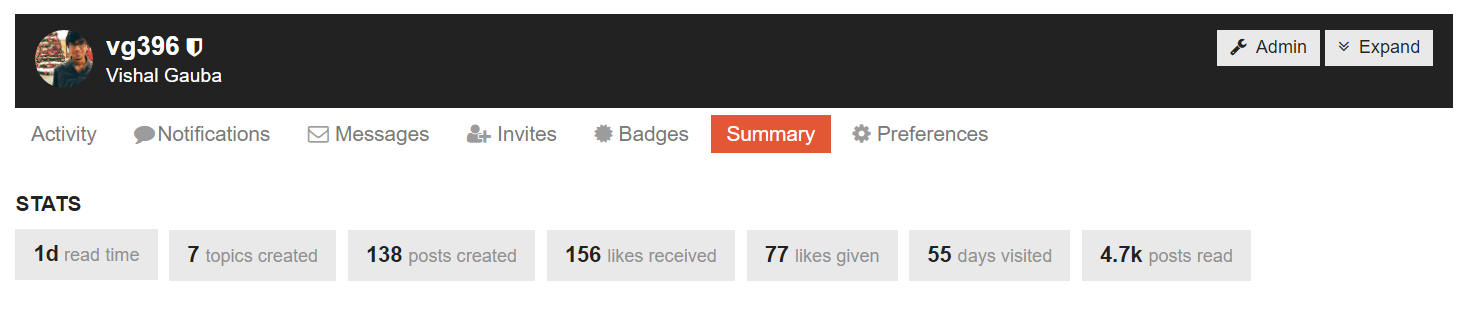 vg396
Vishal Gauba
Admin Expand
Activity Notifications Messages Invites Badges Summary Preferences
STATS
1d read time 7 topics created 138 posts created 156 likes received 77 likes given 55 days visited 4.7k posts read